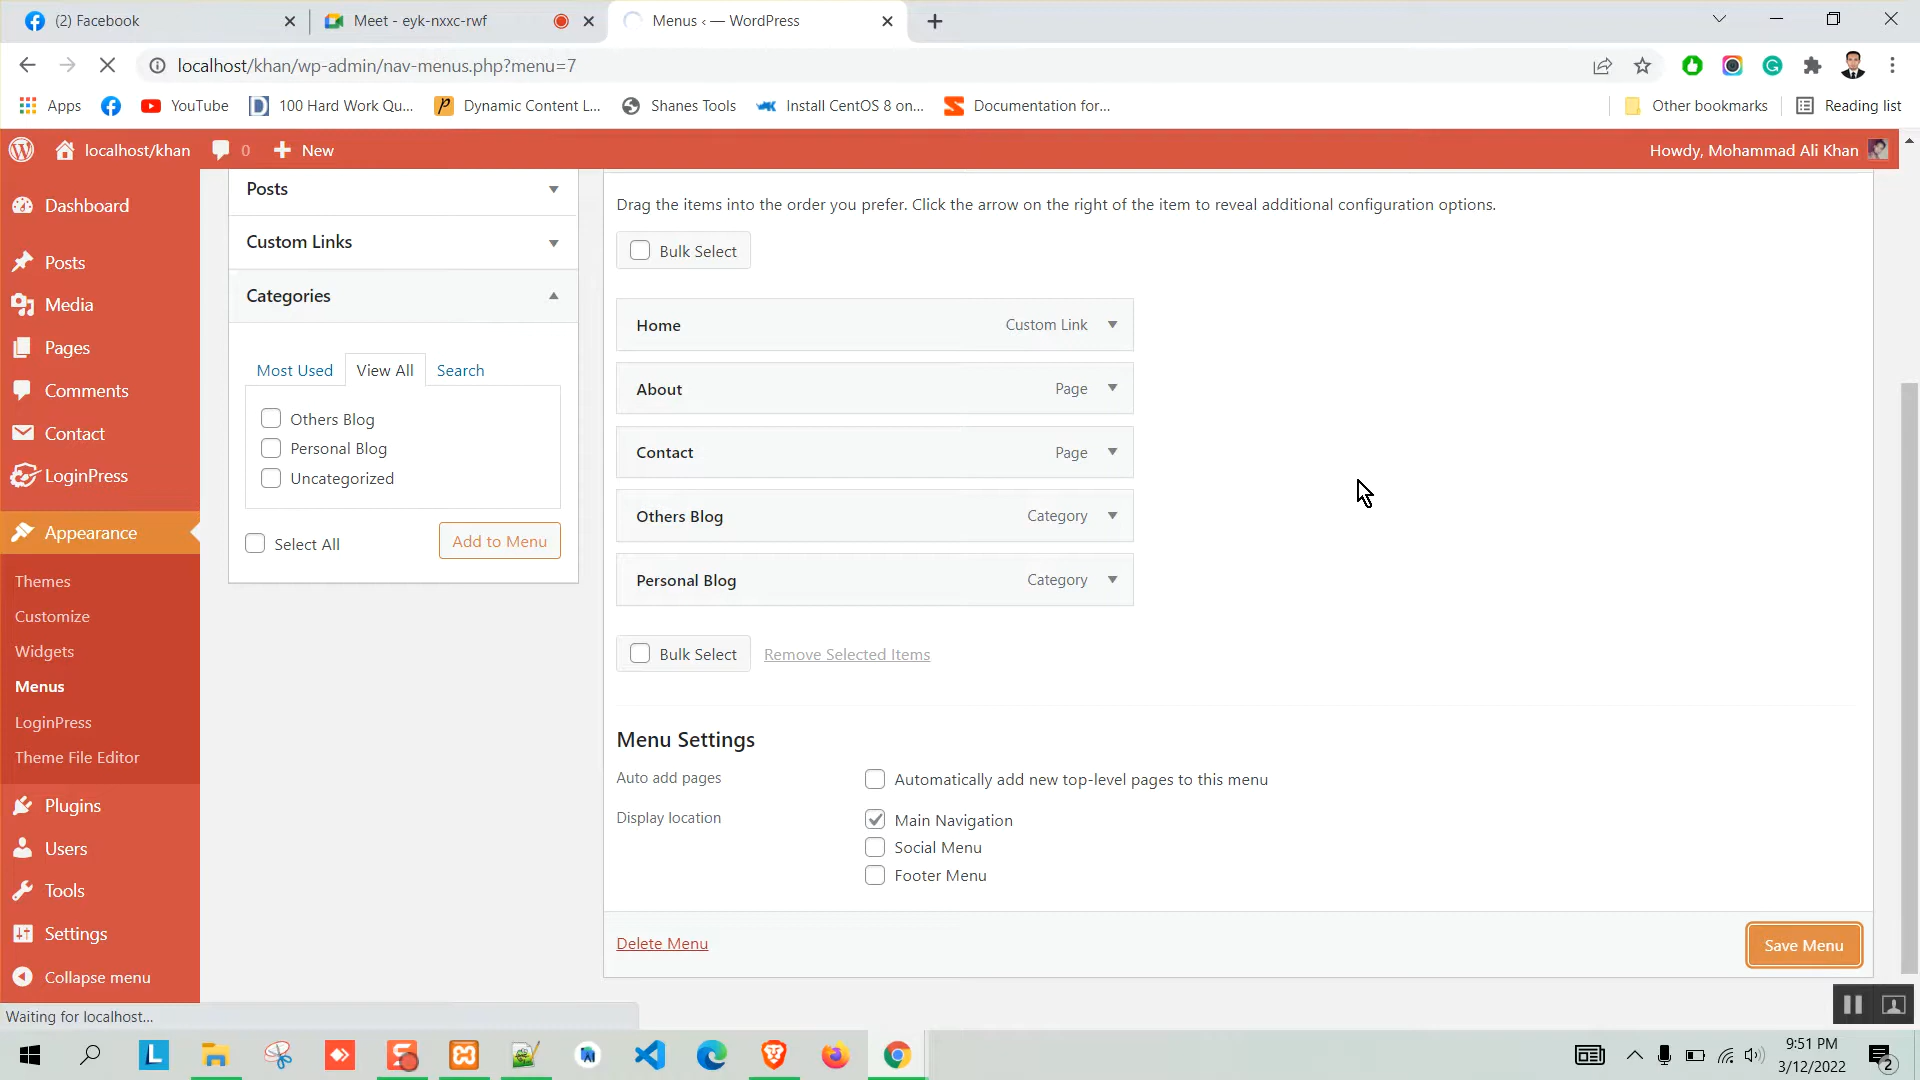 (2) Facebook
Meet - eyk-nxxc-rwf
Menus ‹ — WordPress
localhost/khan/wp-admin/nav-menus.php?menu=7
Apps
YouTube
100 Hard Work Qu...
Dynamic Content L...
Shanes Tools
Install CentOS 8 on...
Documentation for...
Other bookmarks
Reading list
localhost/khan
0
New
Howdy, Mohammad Ali Khan
Dashboard
Posts
Media
Pages
Comments
Contact
LoginPress
Appearance
Themes
Customize
Widgets
Menus
LoginPress
Theme File Editor
Plugins
Users
Tools
Settings
Collapse menu
Posts
Custom Links
Categories
Most Used
View All
Search
Others Blog
Personal Blog
Uncategorized
Select All
Add to Menu
Drag the items into the order you prefer. Click the arrow on the right of the item to reveal additional configuration options.
Bulk Select
Home
Custom Link
About
Page
Contact
Page
Others Blog
Category
Personal Blog
Category
Bulk Select
Remove Selected Items
Menu Settings
Auto add pages
Automatically add new top-level pages to this menu
Display location
Main Navigation
Social Menu
Footer Menu
Delete Menu
Save Menu
Waiting for localhost...
9:51 PM
3/12/2022
2